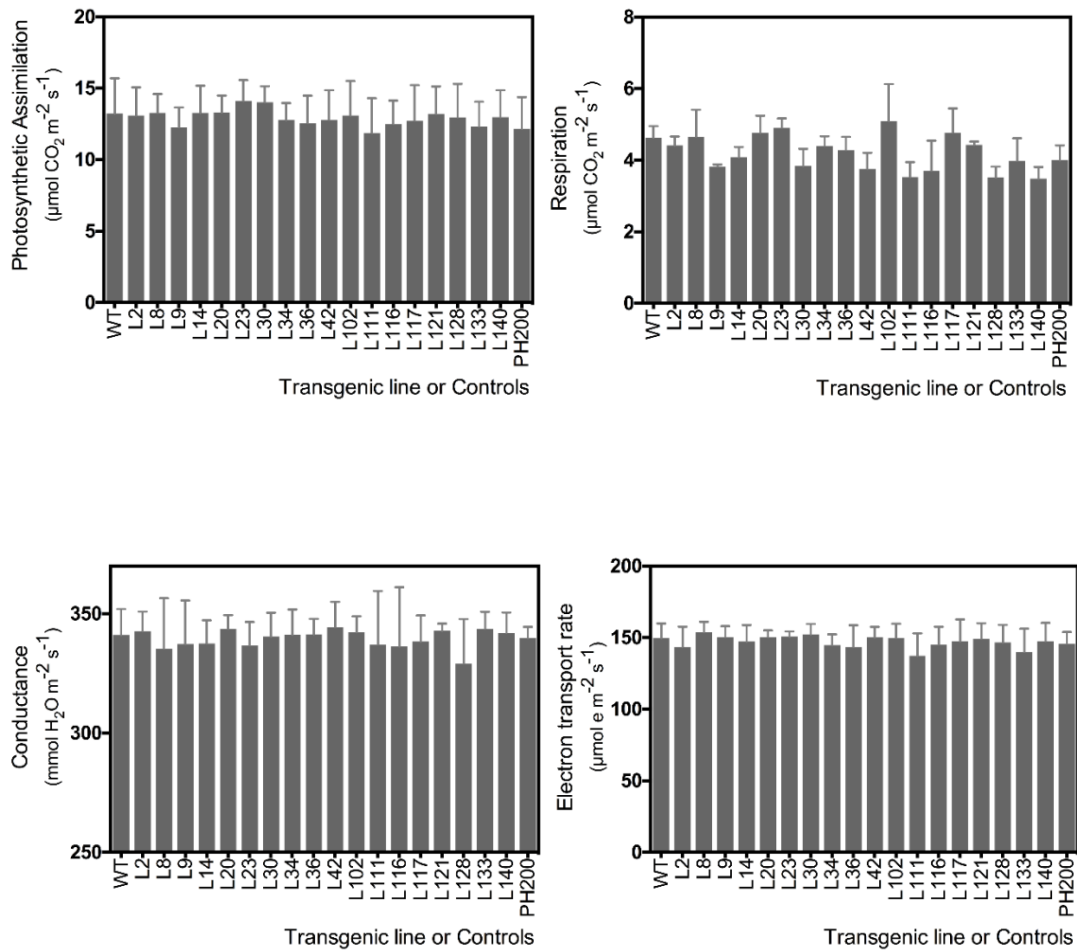 Photosynthetic Assimilation
(µmol CO2 m-2 s-1)
20
15
10
5
0
WT
L2
L8
L9
L14
L20
L23
L30
L34
L36
L42
L102
L111
L116
L117
L121
L128
L133
L140
PH200
Transgenic line or Controls
Respiration
(µmol CO2 m-2 s-1)
8
6
4
2
0
WT
L2
L8
L9
L14
L20
L23
L30
L34
L36
L42
L102
L111
L116
L117
L121
L128
L133
L140
PH200
Transgenic line or Controls
Conductance
(mmol H2O m-2 s-1)
350
300
250
WT
L2
L8
L9
L14
L20
L23
L30
L34
L36
L42
L102
L111
L116
L117
L121
L128
L133
L140
PH200
Transgenic line or Controls
Electron transport rate
(µmol e m-2 s-1)
200
150
100
50
0
WT
L2
L8
L9
L14
L20
L23
L30
L34
L36
L42
L102
L111
L116
L117
L121
L128
L133
L140
PH200
Transgenic line or Controls